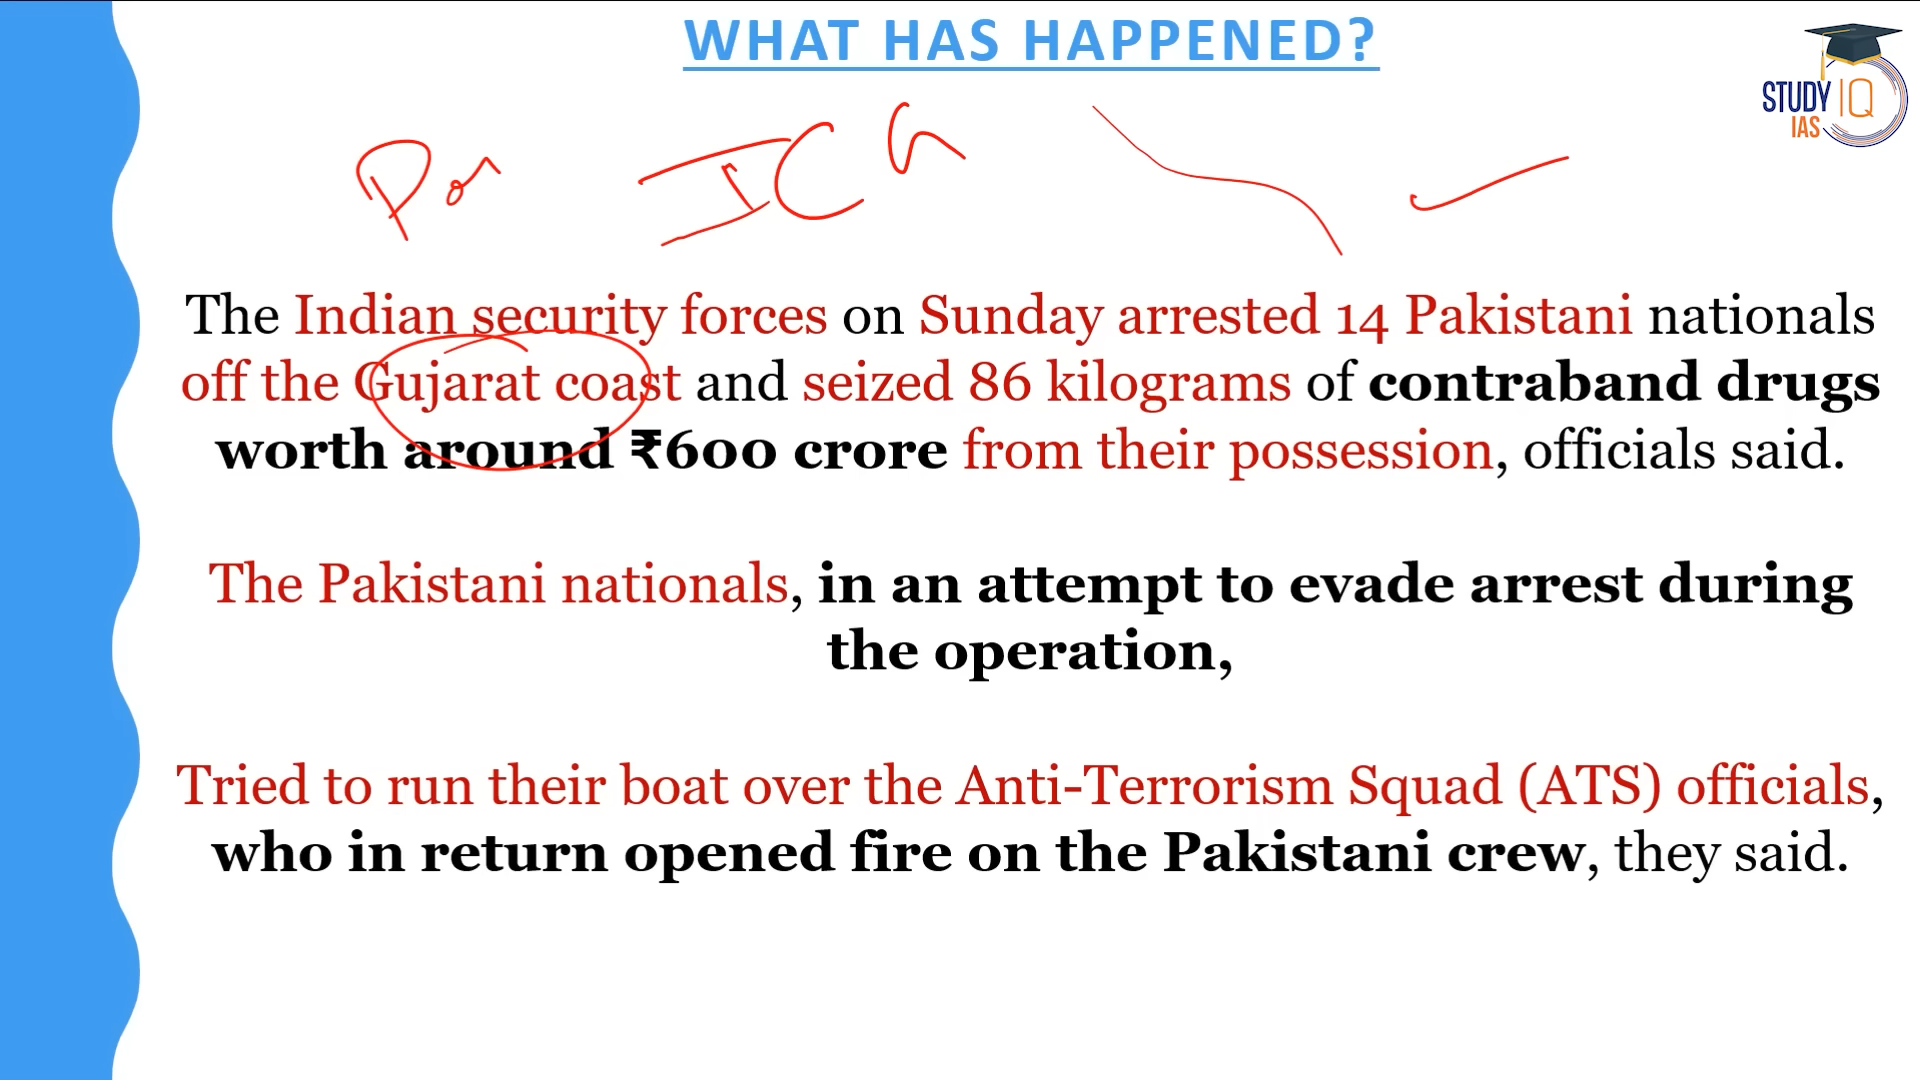 WHAT HAS HAPPENED?
STUDY IQ
IAS
ICG
The Indian security forces on Sunday arrested 14 Pakistani nationals
off the Gujarat coast and seized 86 kilograms of contraband drugs
worth around ₹600 crore from their possession, officials said.
The Pakistani nationals, in an attempt to evade arrest during
the operation,
Tried to run their boat over the Anti-Terrorism Squad (ATS) officials,
who in return opened fire on the Pakistani crew, they said.